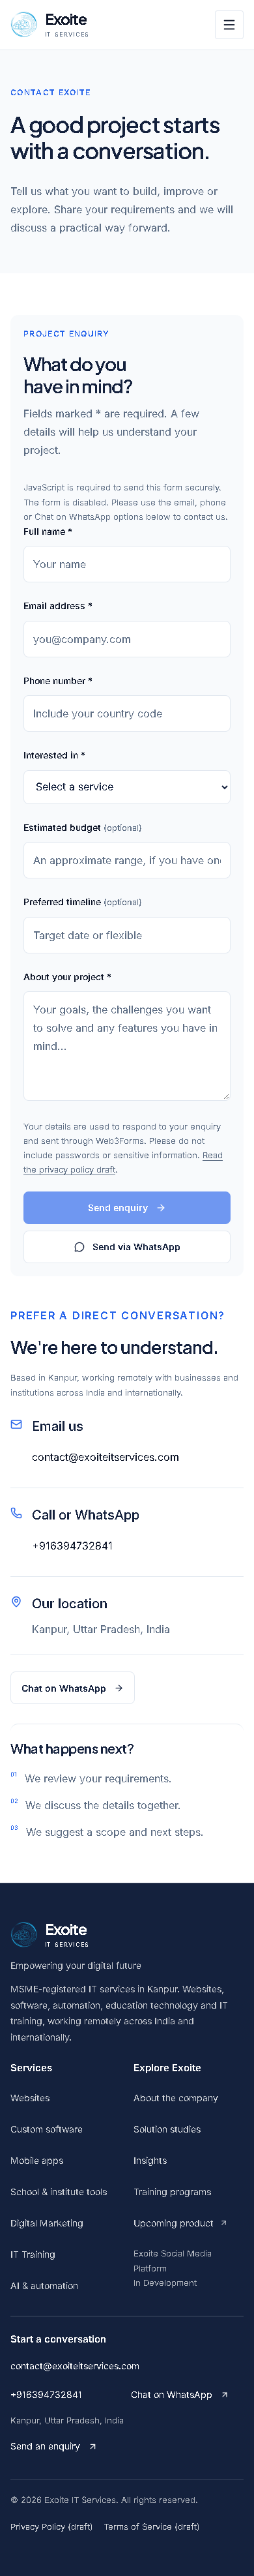 Exoite
IT SERVICES
CONTACT EXOITE
A good project starts
with a conversation.
Tell us what you want to build, improve or
explore. Share your requirements and we will
discuss a practical way forward.
PROJECT ENQUIRY
What do you
have in mind?
Fields marked * are required. A few
details will help us understand your
project.
JavaScript is required to send this form securely.
The form is disabled. Please use the email, phone
or Chat on WhatsApp options below to contact us.
Full name *
Your name
Email address *
you@company.com
Phone number *
Include your country code
Interested in *
Select a service
Estimated budget (optional)
An approximate range, if you have one
Preferred timeline (optional)
Target date or flexible
About your project *
Your goals, the challenges you want
to solve and any features you have in
mind...
Your details are used to respond to your enquiry
and sent through Web3Forms. Please do not
include passwords or sensitive information. Read
the privacy policy draft.
Send enquiry
Send via WhatsApp
PREFER A DIRECT CONVERSATION?
We're here to understand.
Based in Kanpur, working remotely with businesses and
institutions across India and internationally.
Email us
contact@exoiteitservices.com
Call or WhatsApp
+916394732841
Our location
Kanpur, Uttar Pradesh, India
Chat on WhatsApp
What happens next?
01 We review your requirements.
02 We discuss the details together.
03 We suggest a scope and next steps.
Exoite
IT SERVICES
Empowering your digital future
MSME-registered IT services in Kanpur. Websites,
software, automation, education technology and IT
training, working remotely across India and
internationally.
Services
Websites
Custom software
Mobile apps
School & institute tools
Digital Marketing
IT Training
AI & automation
Explore Exoite
About the company
Solution studies
Insights
Training programs
Upcoming product
Exoite Social Media
Platform
In Development
Start a conversation
contact@exoiteitservices.com
+916394732841
Chat on WhatsApp
Kanpur, Uttar Pradesh, India
Send an enquiry
© 2026 Exoite IT Services. All rights reserved.
Privacy Policy (draft) Terms of Service (draft)